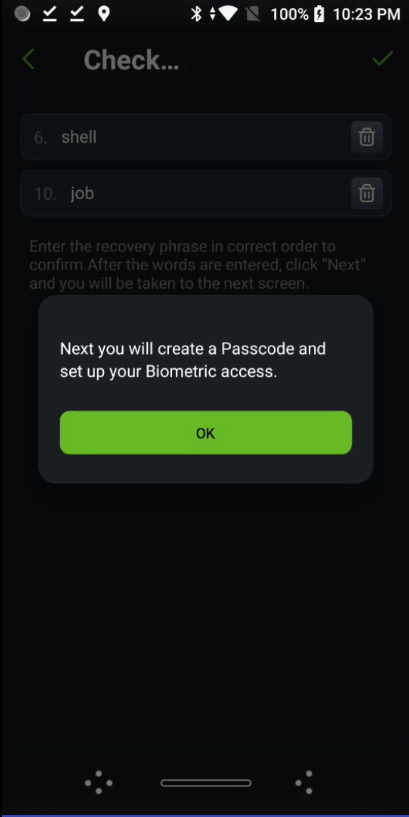 100% 10:23 PM
Check...
6. shell
10. job
Enter the recovery phrase in correct order to
confirm.After the words are entered, click “Next”
and you will be taken to the next screen.
Next you will create a Passcode and
set up your Biometric access.
OK